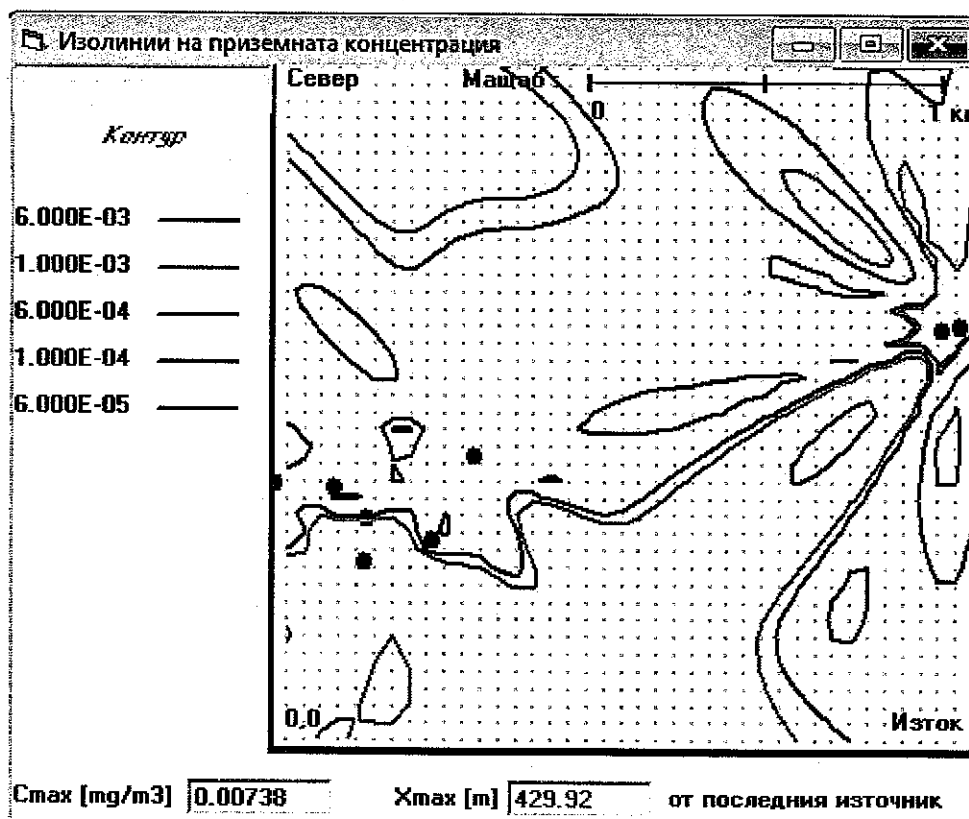 Изолинии на приземната концентрация
Север Мащаб
0 1 км
Контур
6.000E-03
1.000E-03
6.000E-04
1.000E-04
6.000E-05
0,0 Изток
Cmax [mg/m3] 0.00738 Xmax [m] 429.92 от последния източник